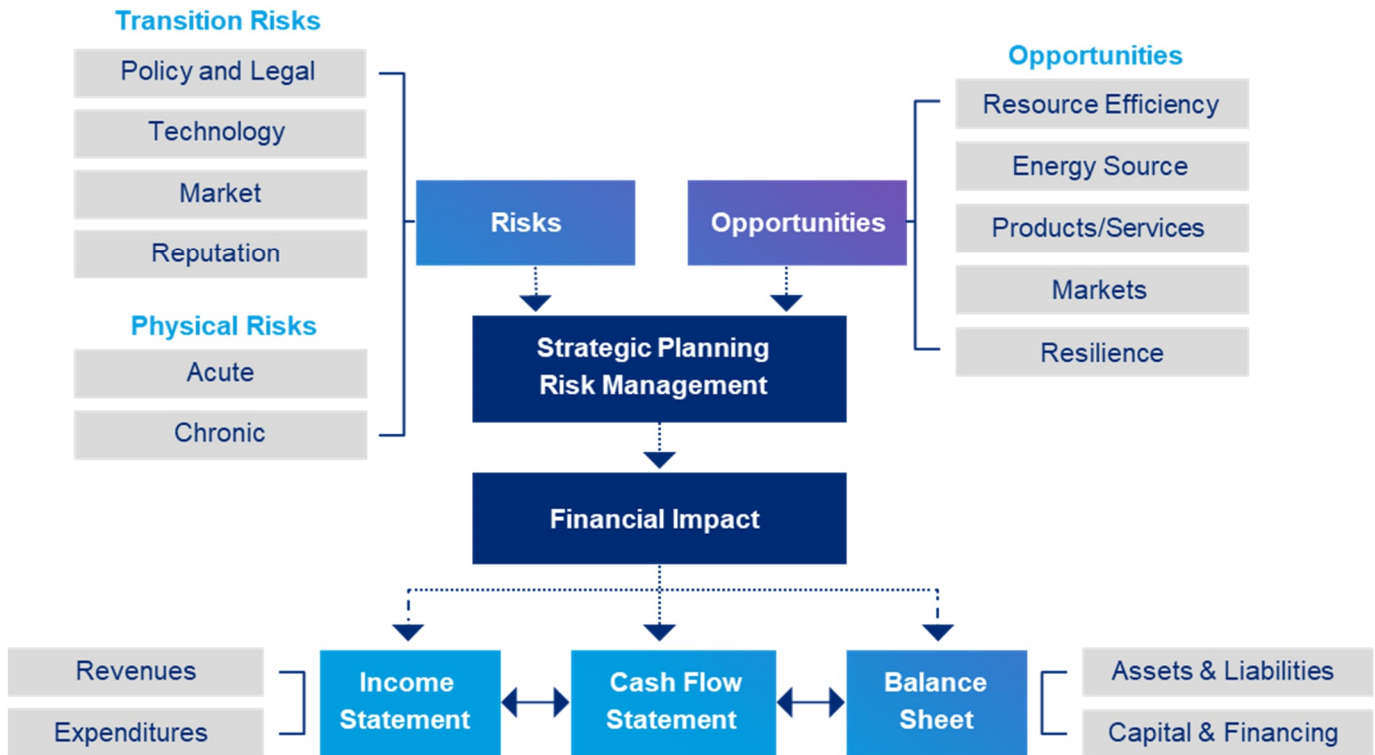 Transition Risks
Policy and Legal
Technology
Market
Reputation
Physical Risks
Acute
Chronic
Risks
Opportunities
Opportunities
Resource Efficiency
Energy Source
Products/Services
Markets
Resilience
Strategic Planning
Risk Management
Financial Impact
Revenues
Expenditures
Income
Statement
Cash Flow
Statement
Balance
Sheet
Assets & Liabilities
Capital & Financing